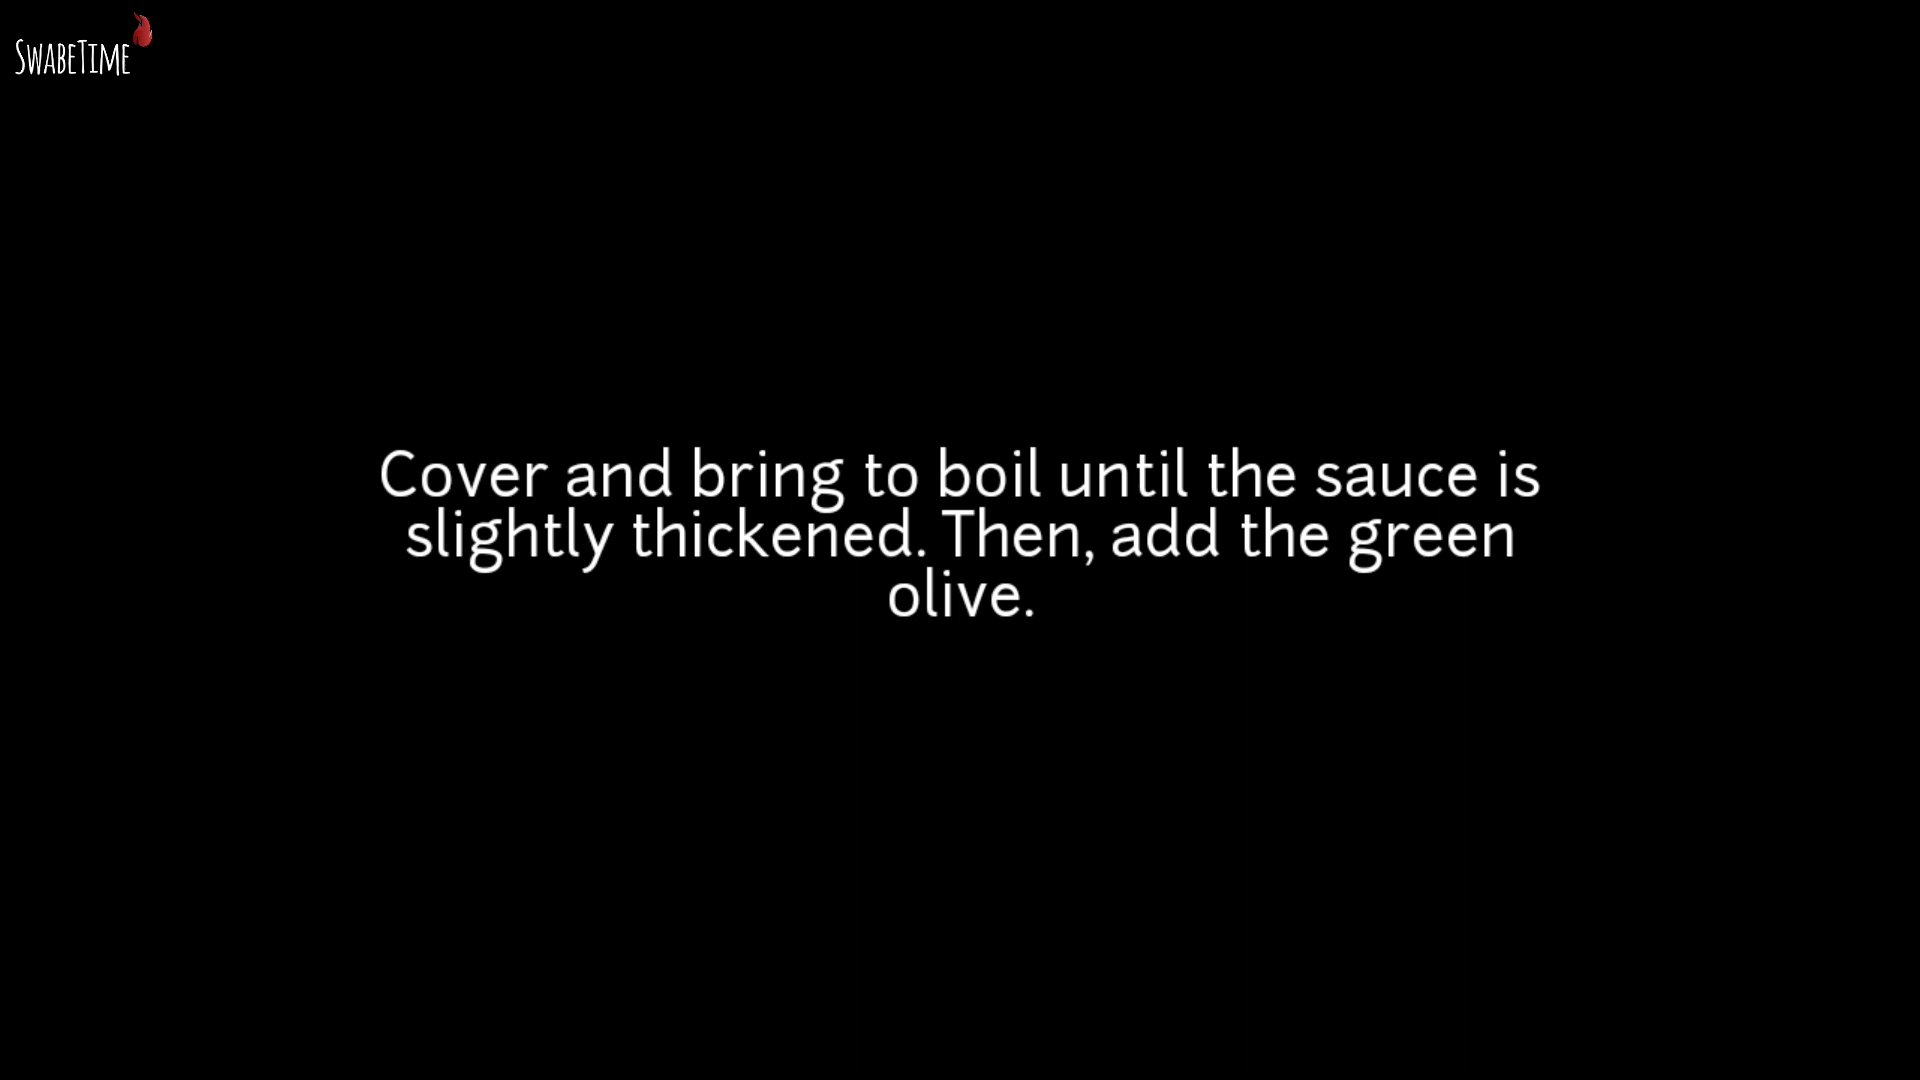 SWABETIME
Cover and bring to boil until the sauce is
slightly thickened. Then, add the green
olive.